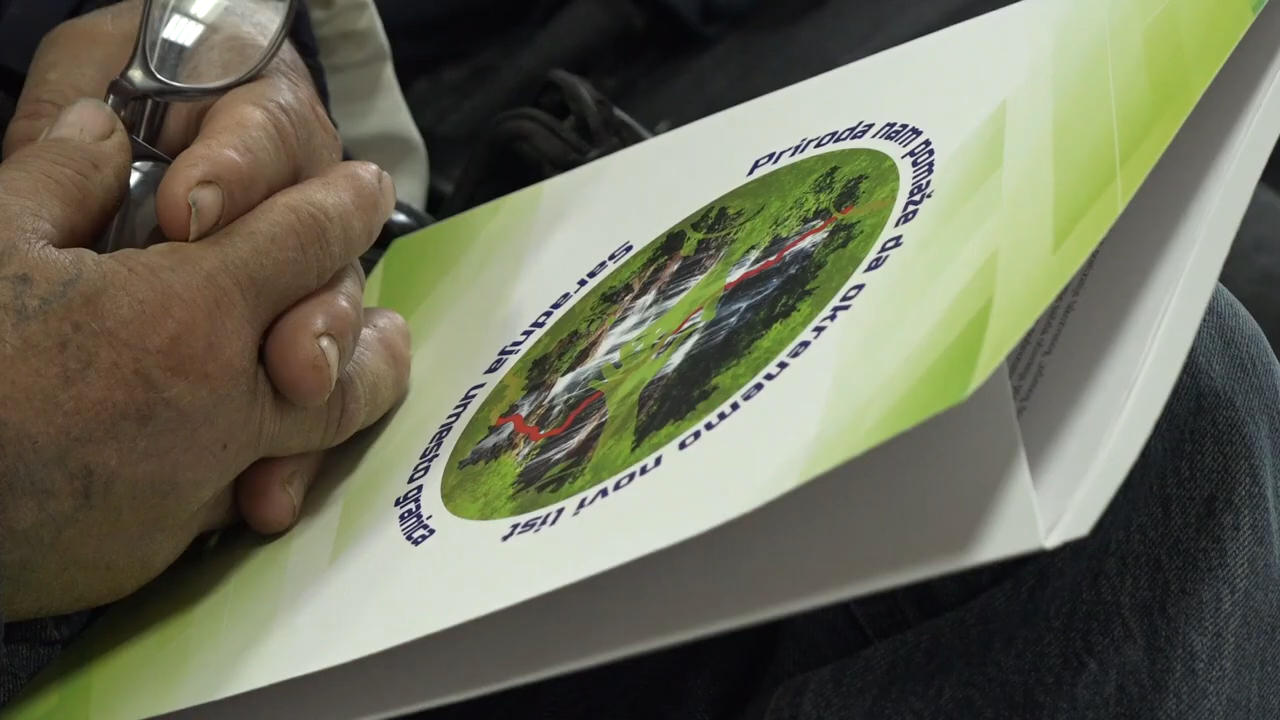 Priroda nam pomaže da okrenemo novi list
Saradnja umesto granica